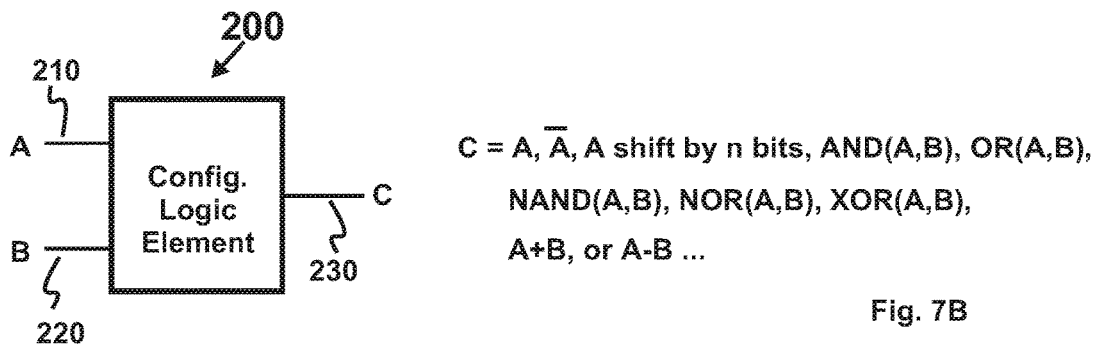 200
210
A
Config.
Logic
Element
B
220
C
230
C = A, A̅, A shift by n bits, AND(A,B), OR(A,B),
NAND(A,B), NOR(A,B), XOR(A,B),
A+B, or A-B ...
Fig. 7B